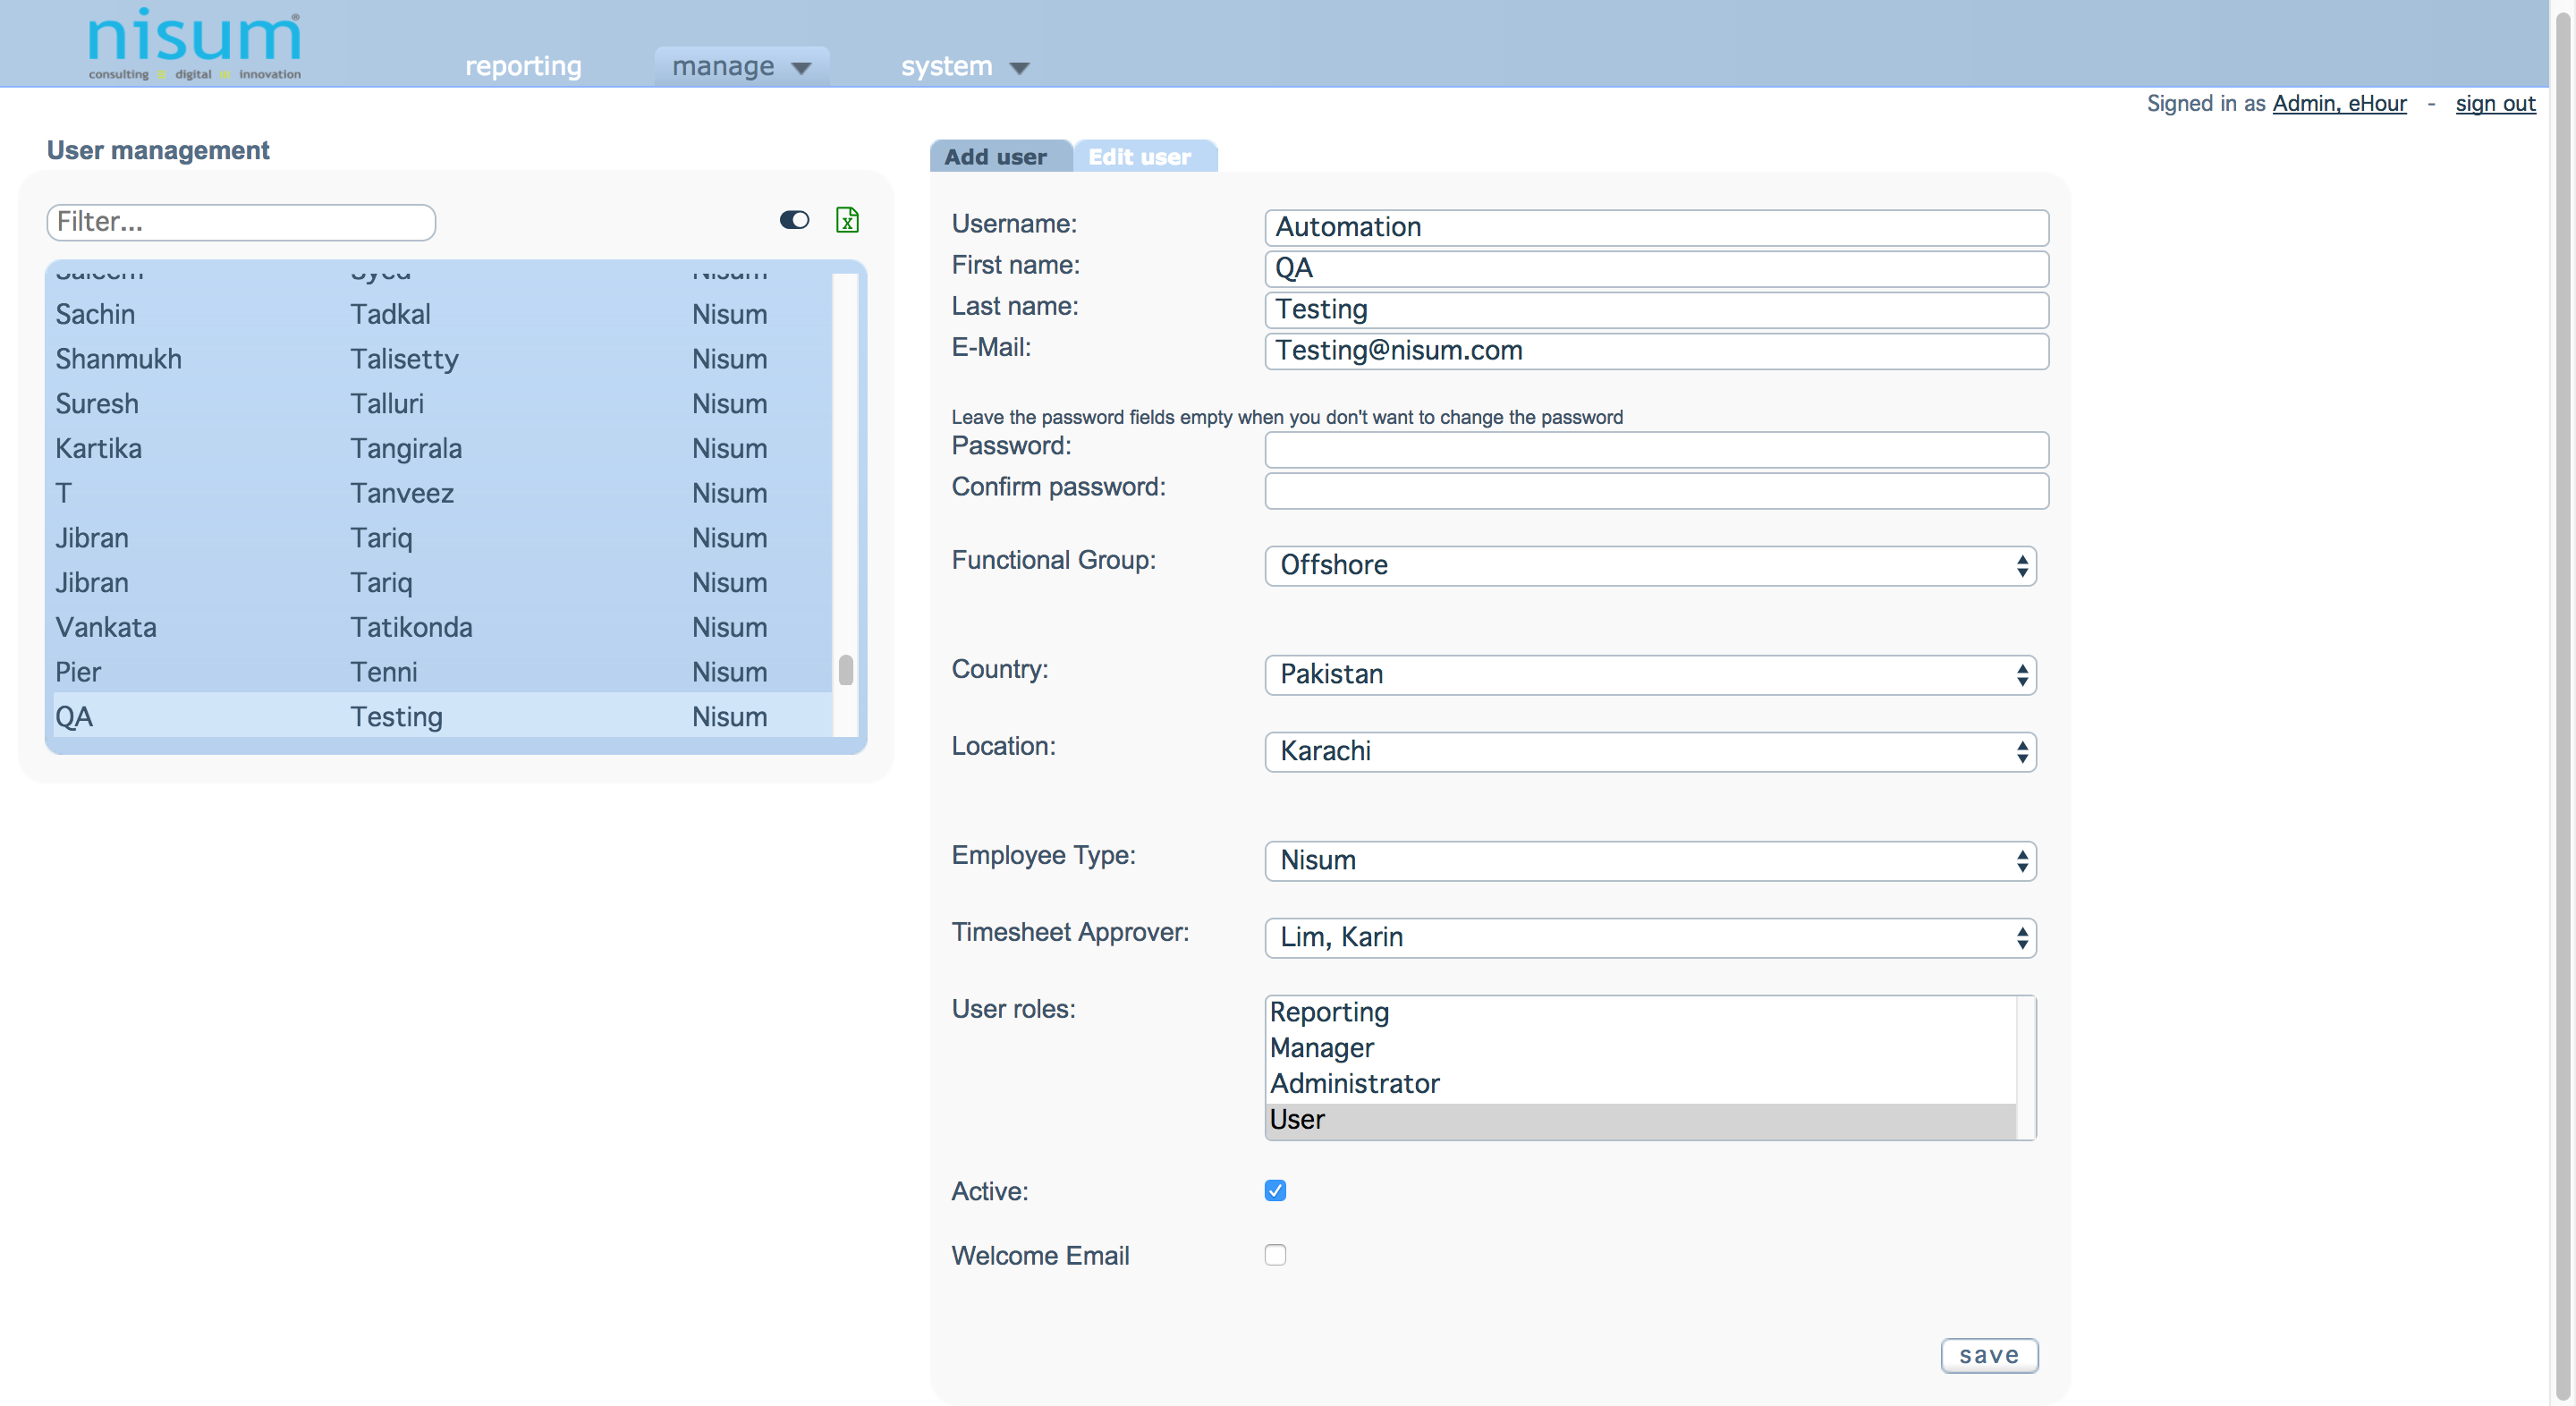 nisum®
consulting digital innovation
reporting
manage
system
Signed in as Admin, eHour - sign out
User management
Filter...
Saleem Syed Nisum
Sachin Tadkal Nisum
Shanmukh Talisetty Nisum
Suresh Talluri Nisum
Kartika Tangirala Nisum
T Tanveez Nisum
Jibran Tariq Nisum
Jibran Tariq Nisum
Vankata Tatikonda Nisum
Pier Tenni Nisum
QA Testing Nisum
Add user
Edit user
Username: Automation
First name: QA
Last name: Testing
E-Mail: Testing@nisum.com
Leave the password fields empty when you don't want to change the password
Password:
Confirm password:
Functional Group: Offshore
Country: Pakistan
Location: Karachi
Employee Type: Nisum
Timesheet Approver: Lim, Karin
User roles: Reporting
Manager
Administrator
User
Active:
Welcome Email
save